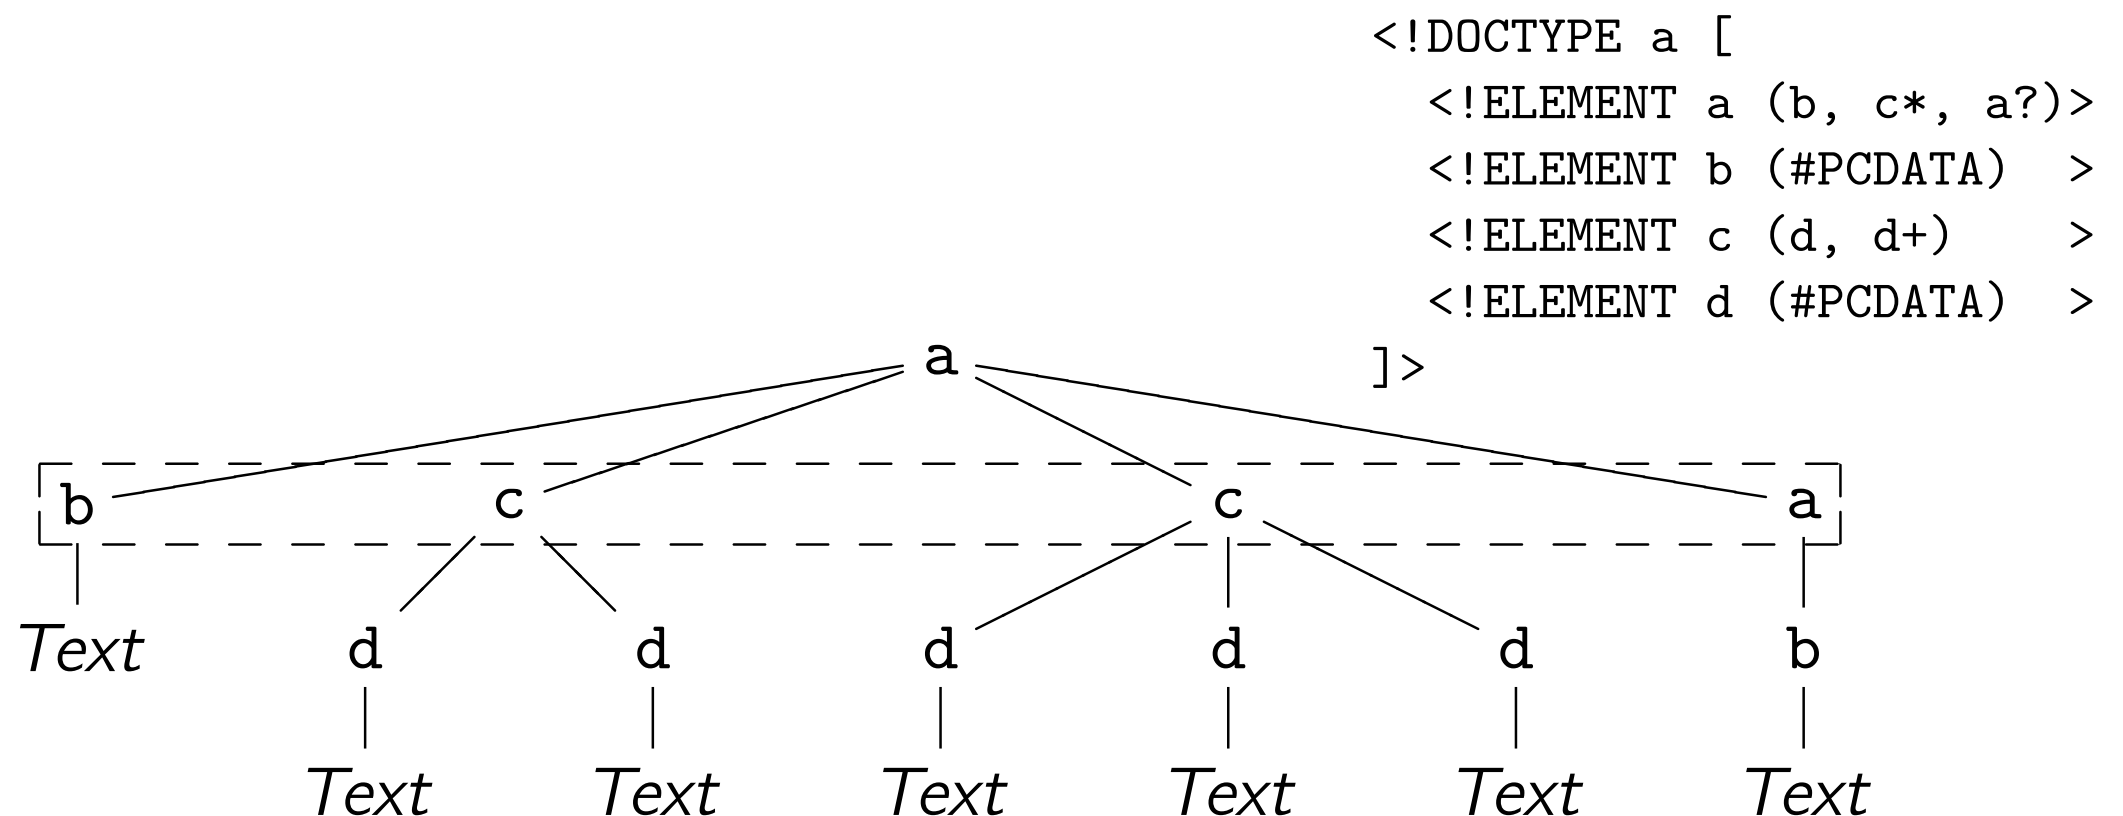 <!DOCTYPE a [
<!ELEMENT a (b, c*, a?)>
<!ELEMENT b (#PCDATA)  >
<!ELEMENT c (d, d+)    >
<!ELEMENT d (#PCDATA)  >
]>
a
b c c a
Text d d d d d b
Text Text Text Text Text Text